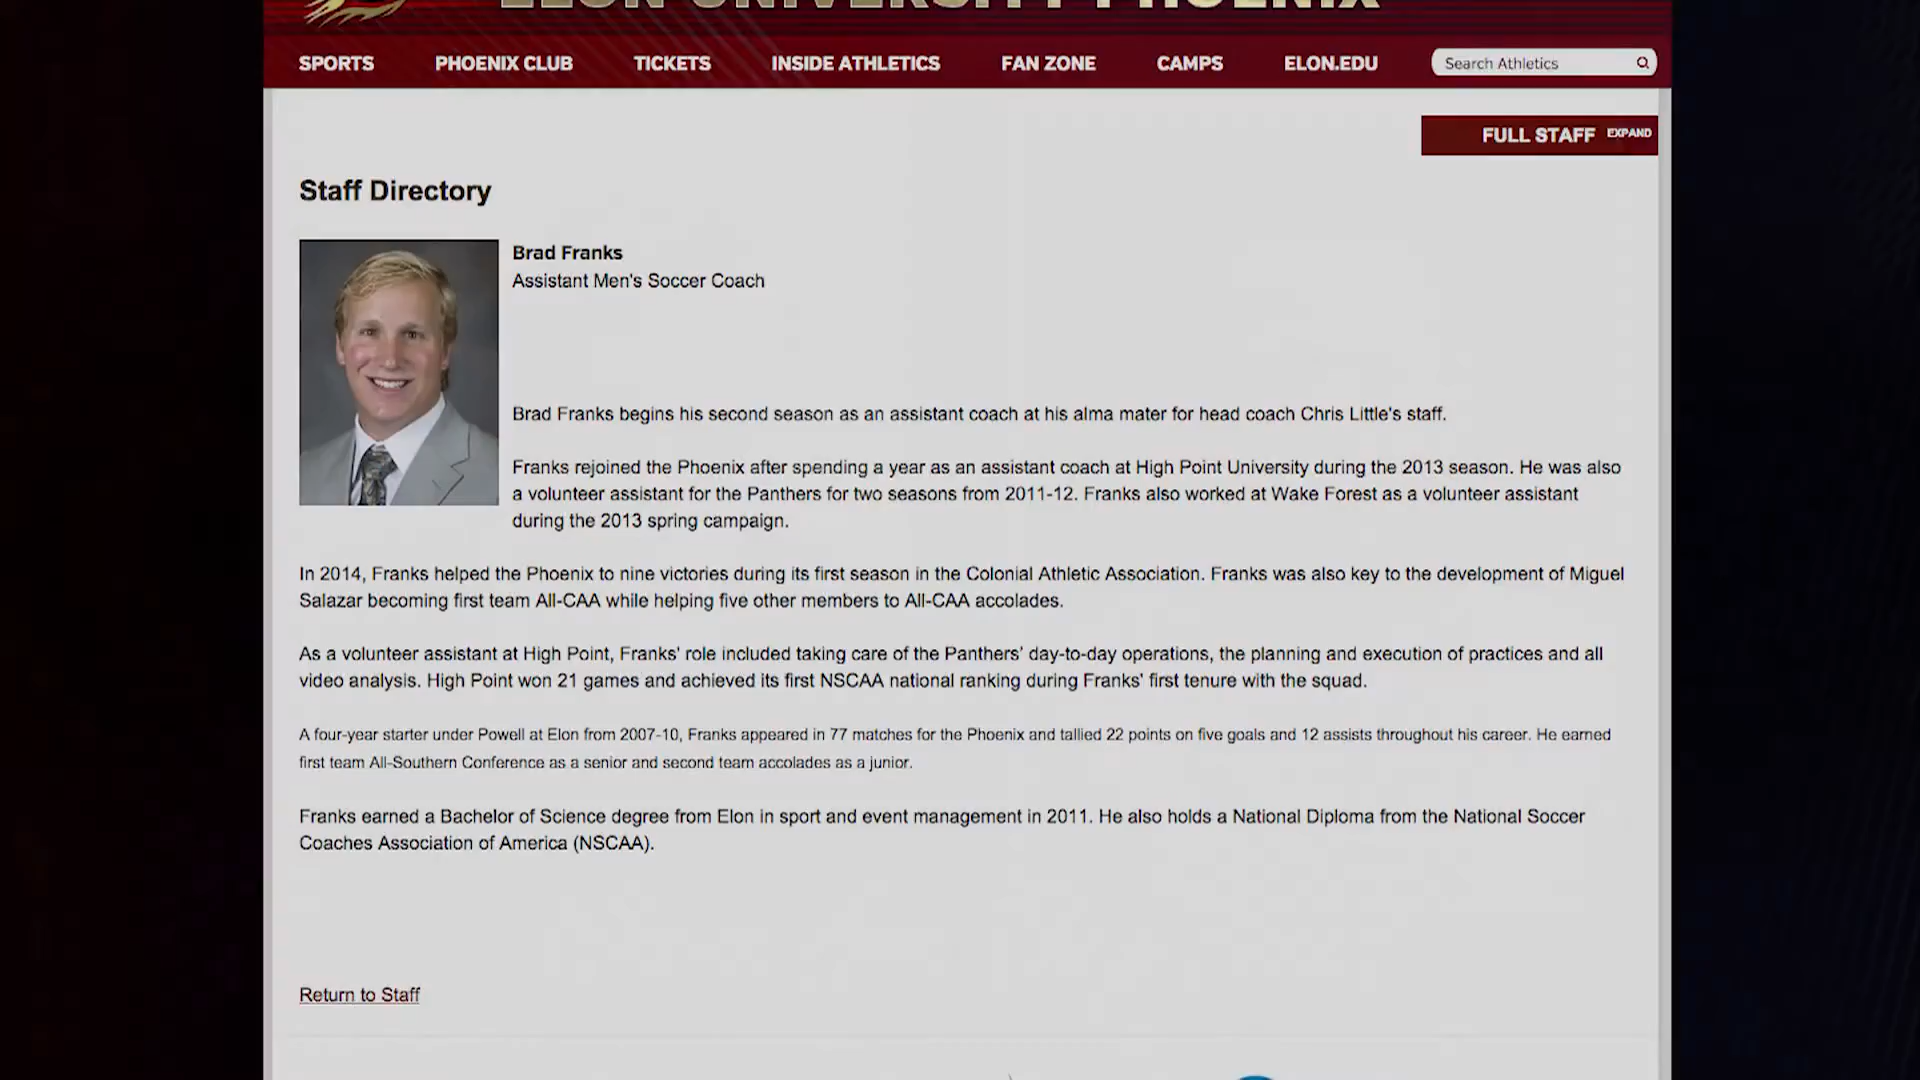 ELON UNIVERSITY PHOENIX
SPORTS PHOENIX CLUB TICKETS INSIDE ATHLETICS FAN ZONE CAMPS ELON.EDU Search Athletics
FULL STAFF EXPAND
Staff Directory
Brad Franks
Assistant Men's Soccer Coach
Brad Franks begins his second season as an assistant coach at his alma mater for head coach Chris Little's staff.
Franks rejoined the Phoenix after spending a year as an assistant coach at High Point University during the 2013 season. He was also
a volunteer assistant for the Panthers for two seasons from 2011-12. Franks also worked at Wake Forest as a volunteer assistant
during the 2013 spring campaign.
In 2014, Franks helped the Phoenix to nine victories during its first season in the Colonial Athletic Association. Franks was also key to the development of Miguel
Salazar becoming first team All-CAA while helping five other members to All-CAA accolades.
As a volunteer assistant at High Point, Franks' role included taking care of the Panthers' day-to-day operations, the planning and execution of practices and all
video analysis. High Point won 21 games and achieved its first NSCAA national ranking during Franks' first tenure with the squad.
A four-year starter under Powell at Elon from 2007-10, Franks appeared in 77 matches for the Phoenix and tallied 22 points on five goals and 12 assists throughout his career. He earned
first team All-Southern Conference as a senior and second team accolades as a junior.
Franks earned a Bachelor of Science degree from Elon in sport and event management in 2011. He also holds a National Diploma from the National Soccer
Coaches Association of America (NSCAA).
Return to Staff